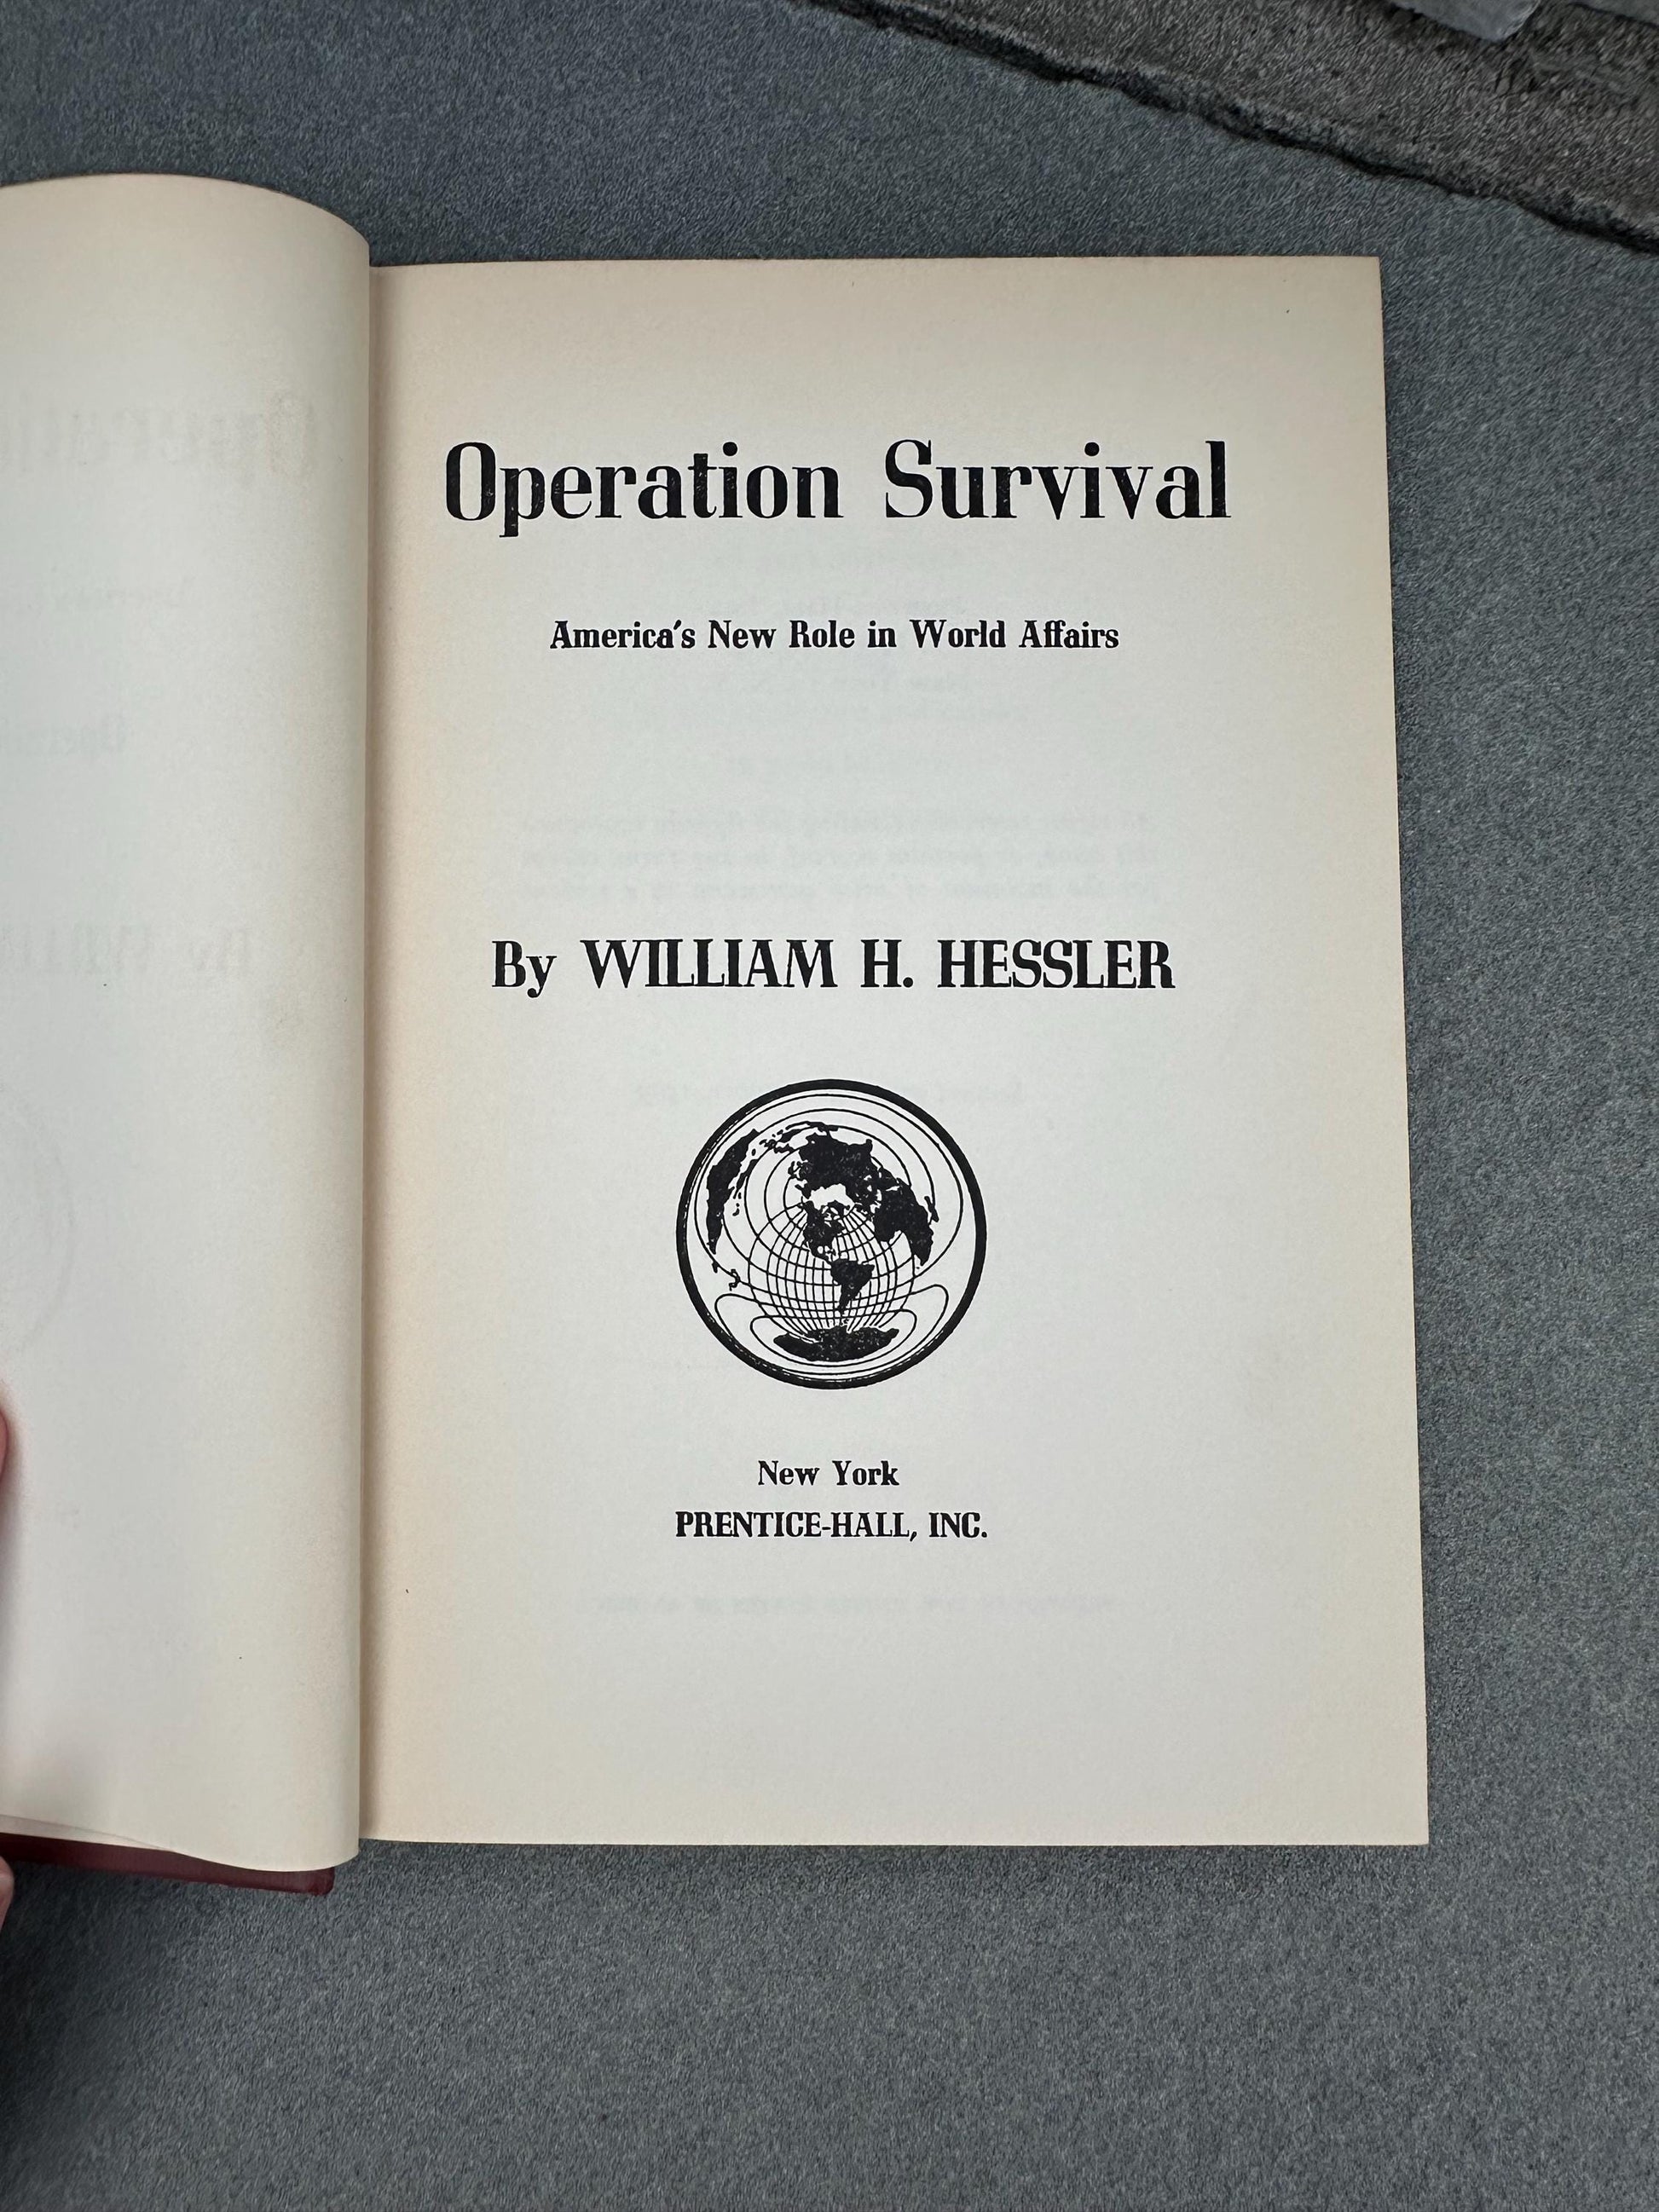 Operation Survival
America's New Role in World Affairs
By WILLIAM H. HESSLER
New York
PRENTICE-HALL, INC.